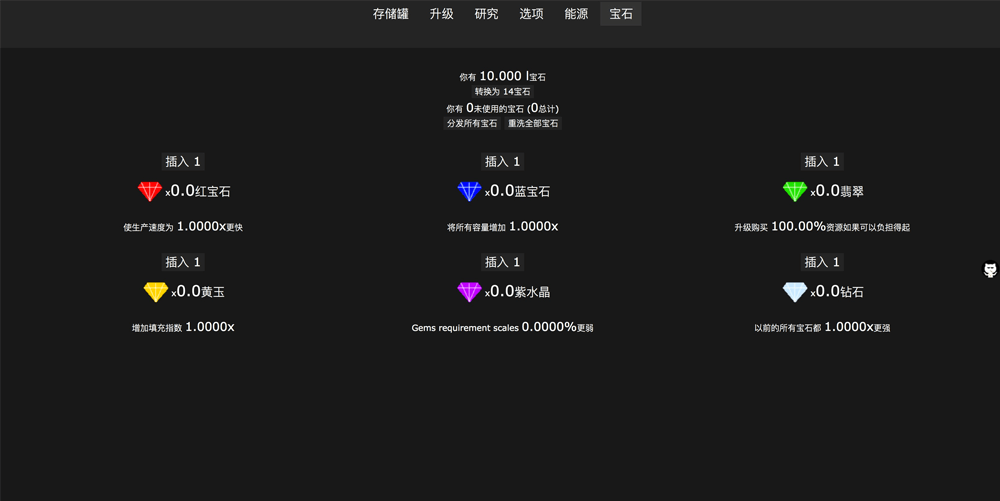 存储罐 升级 研究 选项 能源 宝石
你有 10.000 l宝石
转换为 14宝石
你有 0未使用的宝石 (0总计)
分发所有宝石 重洗全部宝石
插入 1 插入 1 插入 1
x0.0红宝石 x0.0蓝宝石 x0.0翡翠
使生产速度为 1.0000x更快 将所有容量增加 1.0000x 升级购买 100.00%资源如果可以负担得起
插入 1 插入 1 插入 1
x0.0黄玉 x0.0紫水晶 x0.0钻石
增加填充指数 1.0000x Gems requirement scales 0.0000%更弱 以前的所有宝石都 1.0000x更强